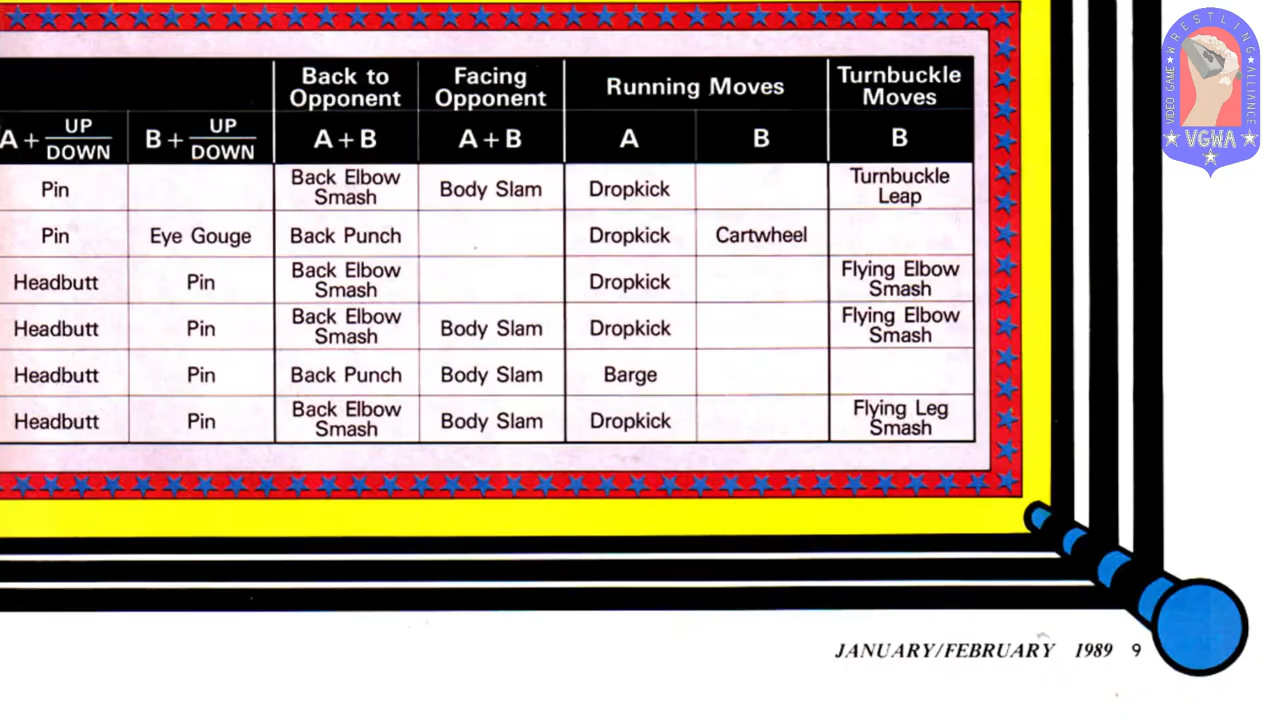 Back to Opponent Facing Opponent Running Moves Turnbuckle Moves
A + UP/DOWN B + UP/DOWN A + B A + B A B B
Pin Back Elbow Smash Body Slam Dropkick Turnbuckle Leap
Pin Eye Gouge Back Punch Dropkick Cartwheel
Headbutt Pin Back Elbow Smash Dropkick Flying Elbow Smash
Headbutt Pin Back Elbow Smash Body Slam Dropkick Flying Elbow Smash
Headbutt Pin Back Punch Body Slam Barge
Headbutt Pin Back Elbow Smash Body Slam Dropkick Flying Leg Smash
JANUARY/FEBRUARY 1989 9
VIDEO GAME ★ WRESTLING ★ ALLIANCE
★ VGWA ★